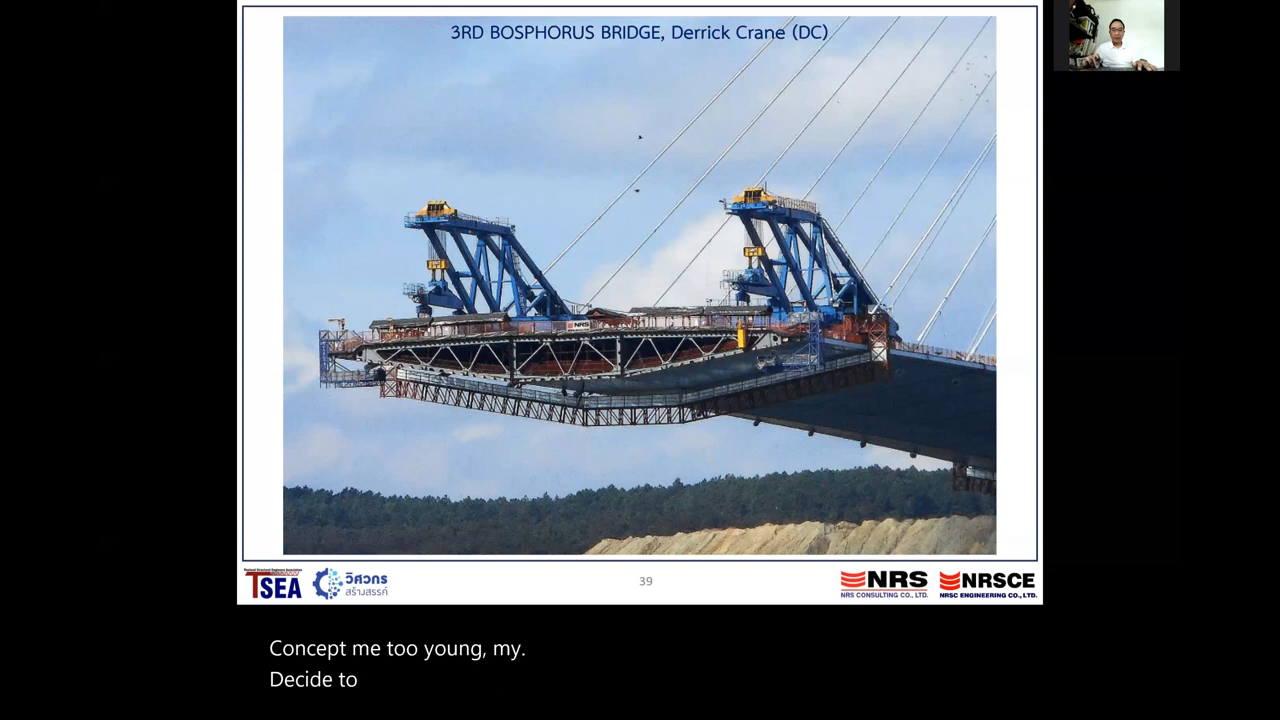 3RD BOSPHORUS BRIDGE, Derrick Crane (DC)
NRS
TSEA
วิศวกร
สร้างสรรค์
39
NRS
NRS CONSULTING CO., LTD.
NRSCE
NRSC ENGINEERING CO., LTD.
Concept me too young, my.
Decide to